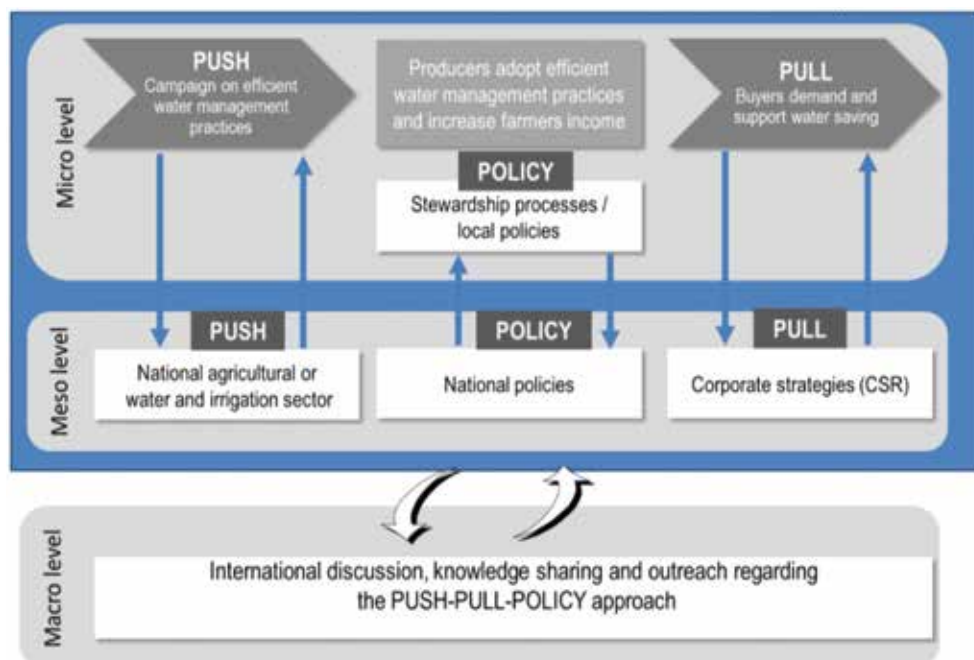 Micro level
PUSH
Campaign on efficient
water management
practices
Producers adopt efficient
water management practices
and increase farmers income
PULL
Buyers demand and
support water saving
POLICY
Stewardship processes /
local policies
Meso level
PUSH
National agricultural or
water and irrigation sector
POLICY
National policies
PULL
Corporate strategies (CSR)
Macro level
International discussion, knowledge sharing and outreach regarding
the PUSH-PULL-POLICY approach